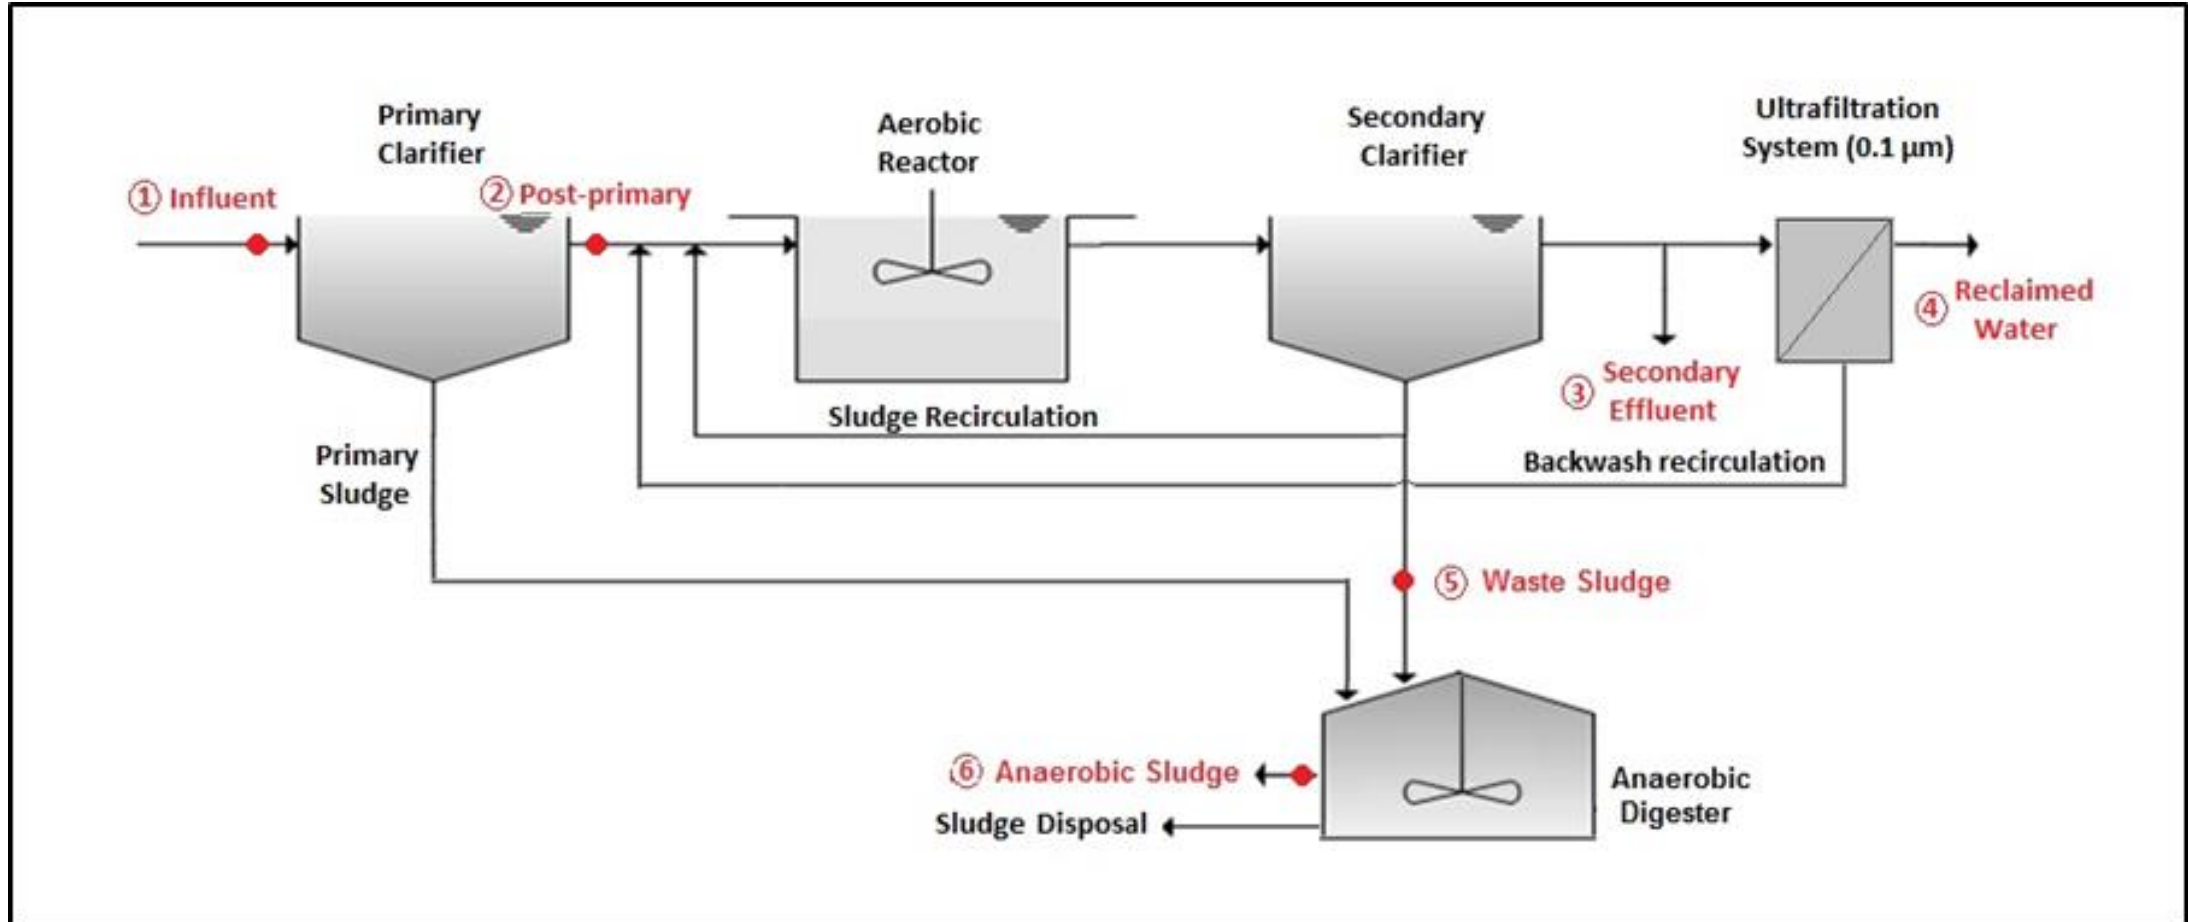 Primary
Clarifier
Aerobic
Reactor
Secondary
Clarifier
Ultrafiltration
System (0.1 µm)
① Influent
② Post-primary
④ Reclaimed
Water
③ Secondary
Effluent
Sludge Recirculation
Backwash recirculation
Primary
Sludge
⑤ Waste Sludge
⑥ Anaerobic Sludge
Sludge Disposal
Anaerobic
Digester